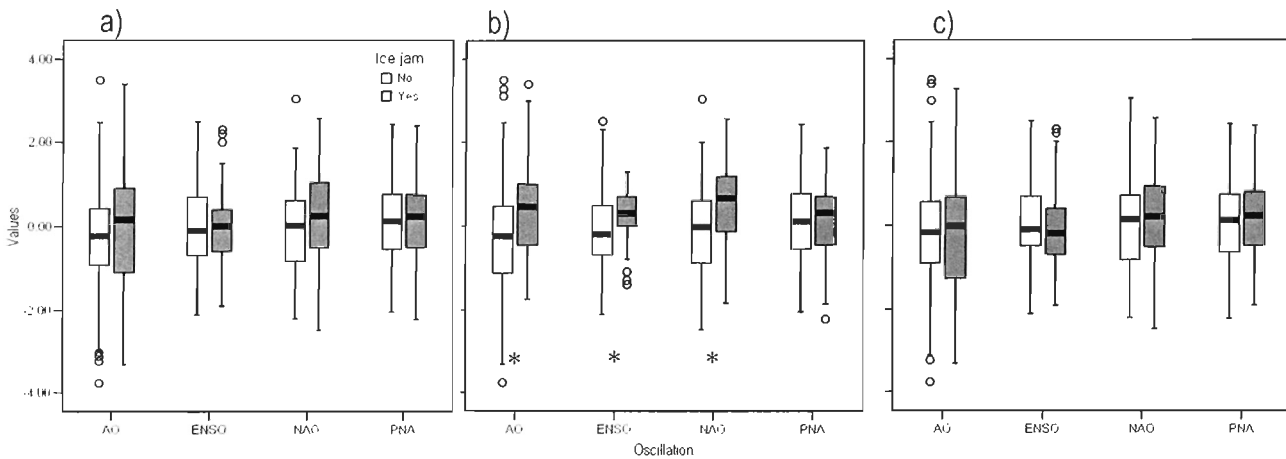 a)
b)
c)
Ice jam
No
Yes
4.00
2.00
0.00
-2.00
-4.00
Values
* * *
AO ENSO NAO PNA
AO ENSO NAO PNA
AO ENSO NAO PNA
Oscillation